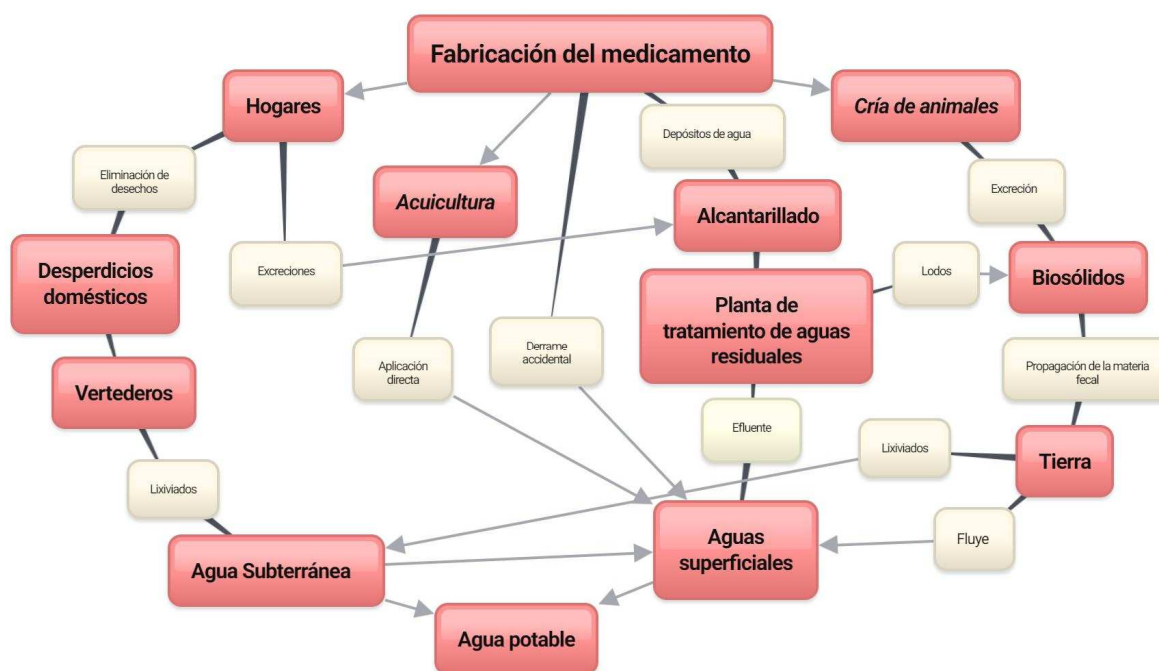 Fabricación del medicamento
Hogares
Cría de animales
Depósitos de agua
Eliminación de
desechos
Acuicultura
Alcantarillado
Excreción
Excreciones
Desperdicios
domésticos
Lodos
Biosólidos
Planta de
tratamiento de aguas
residuales
Derrame
accidental
Aplicación
directa
Vertederos
Propagación de la materia
fecal
Efluente
Lixiviados
Tierra
Lixiviados
Aguas
superficiales
Fluye
Agua Subterránea
Agua potable